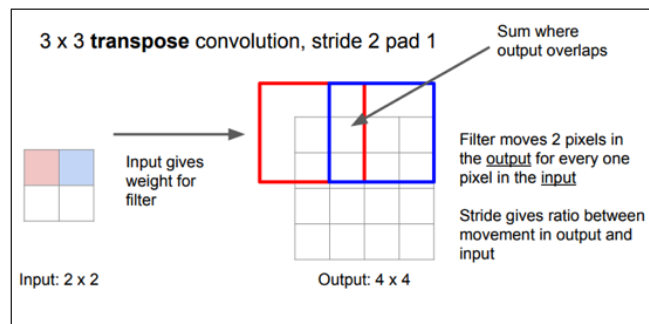 3 x 3 transpose convolution, stride 2 pad 1
Sum where
output overlaps
Input gives
weight for
filter
Filter moves 2 pixels in
the output for every one
pixel in the input
Stride gives ratio between
movement in output and
input
Input: 2 x 2
Output: 4 x 4